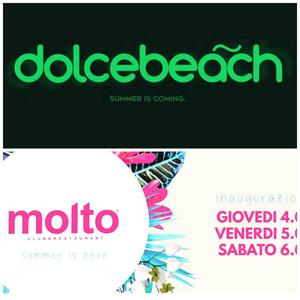 dolcebeach
SUMMER IS COMING...
inaugurazio
molto
CLUB&RESTAURANT
summer is here
GIOVEDI 4.0
VENERDI 5.0
SABATO 6.0